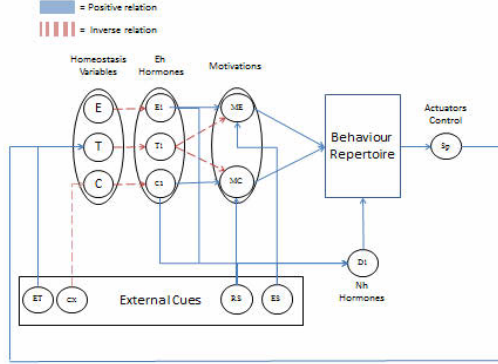 = Positive relation
= Inverse relation
Homeostasis
Variables
Eh
Hormones
Motivations
E
E1
ME
T
T1
Behaviour
Repertoire
Actuators
Control
Sp
C
C1
MC
D1
Nh
Hormones
ET
CX
External Cues
RS
ES